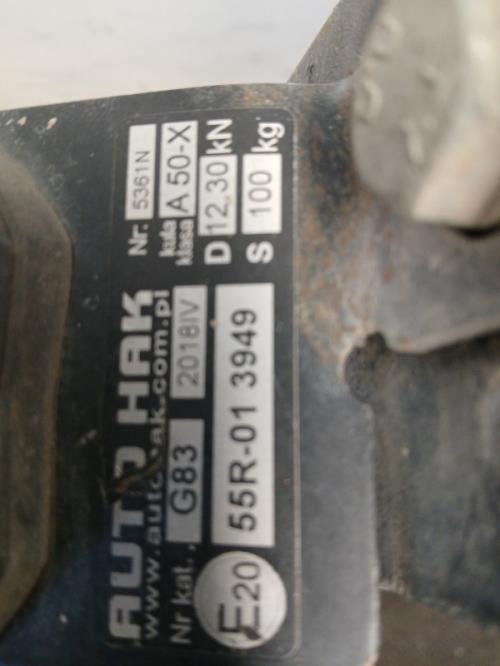 AUTO HAK
www.autohak.com.pl
Nr kat. G83 2018IV
E20 55R-01 3949
Nr. 5361N
kula klasa A 50-X
D 12,30 kN
S 100 kg